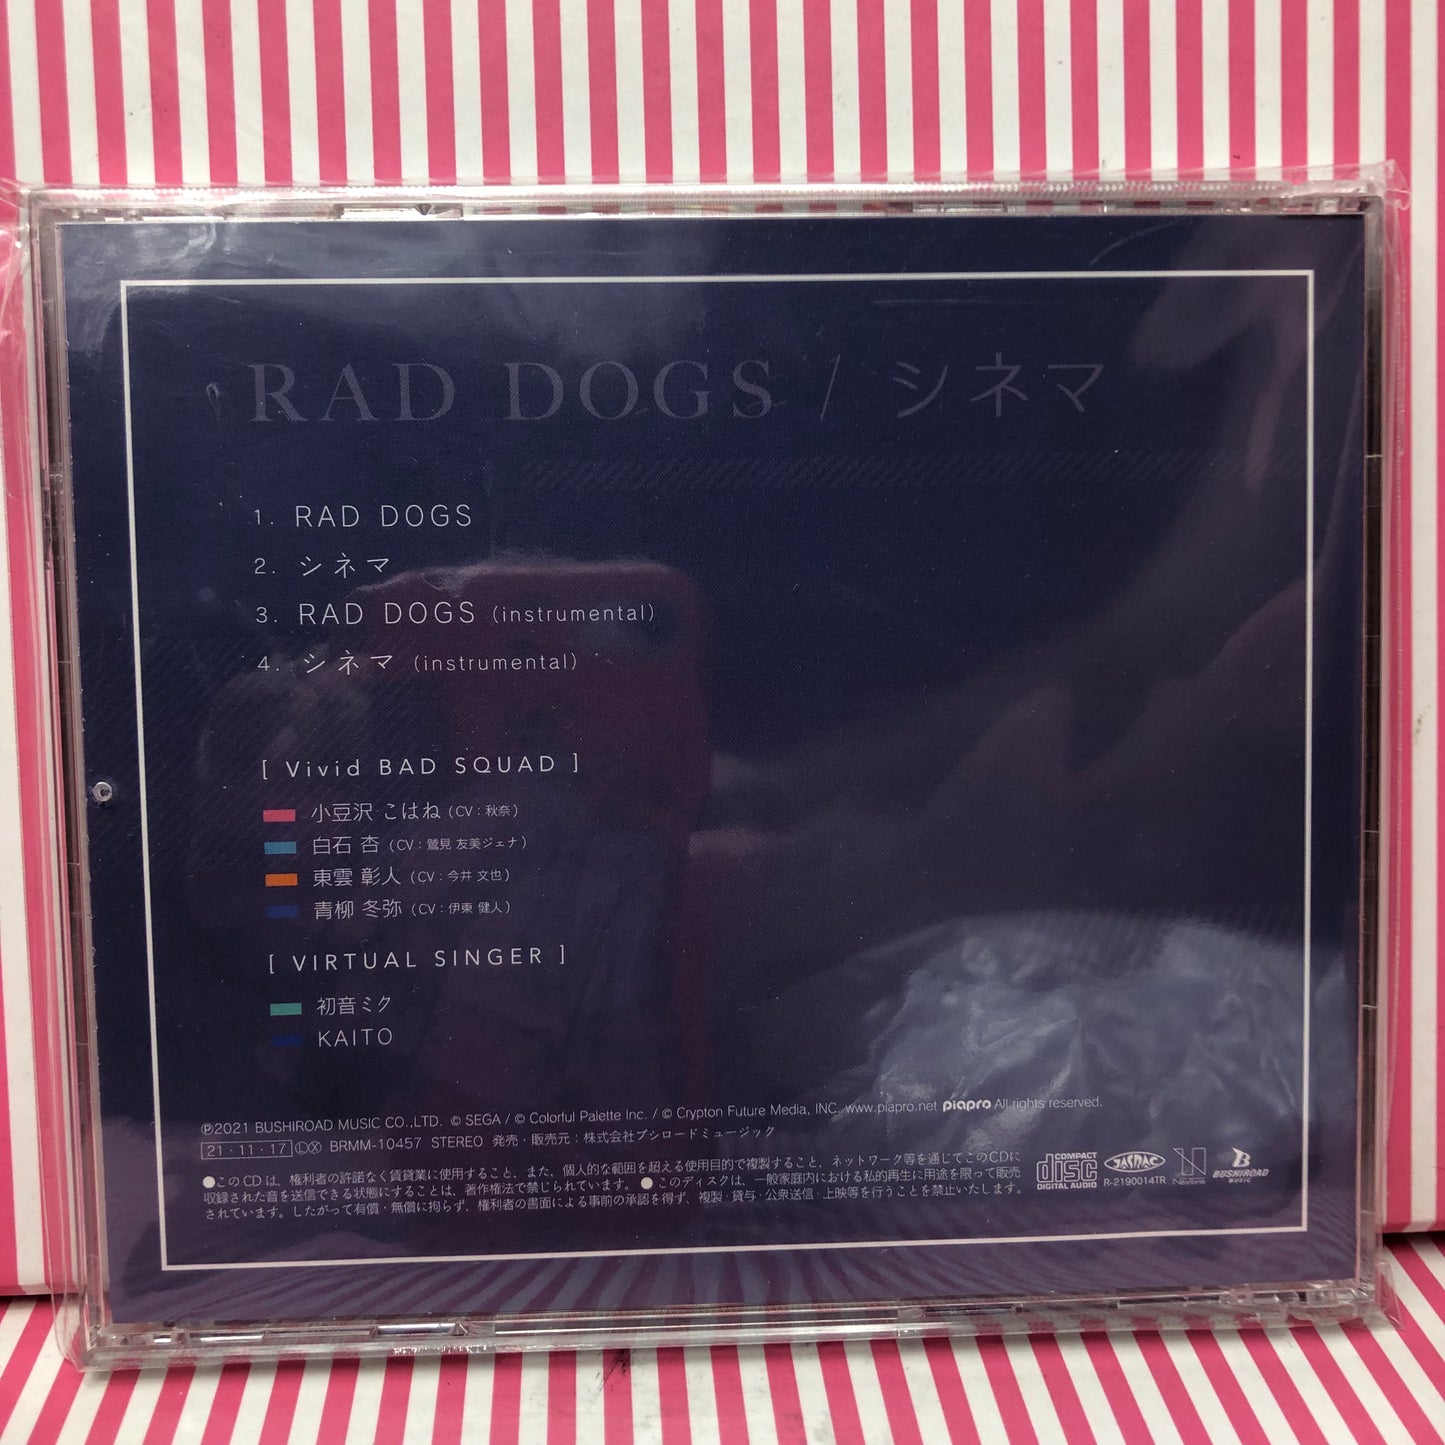 RAD DOGS / シネマ
1. RAD DOGS
2. シネマ
3. RAD DOGS (instrumental)
4. シネマ (instrumental)
[ Vivid BAD SQUAD ]
小豆沢 こはね (CV : 秋奈)
白石 杏 (CV : 鷲見 友美ジェナ)
東雲 彰人 (CV : 今井 文也)
青柳 冬弥 (CV : 伊東 健人)
[ VIRTUAL SINGER ]
初音ミク
KAITO
Ⓟ2021 BUSHIROAD MUSIC CO.,LTD. © SEGA / © Colorful Palette Inc. / © Crypton Future Media, INC. www.piapro.net piapro All rights reserved.
21・11・17 Ⓛ Ⓧ BRMM-10457 STEREO 発売・販売元：株式会社ブシロードミュージック
●このCDは、権利者の許諾なく賃貸業に使用すること、また、個人的な範囲を超える使用目的で複製すること、ネットワーク等を通じてこのCDに
収録された音を送信できる状態にすることは、著作権法で禁じられています。●このディスクは、一般家庭内における私的再生に用途を限って販売
されています。したがって有償・無償に拘らず、権利者の書面による事前の承認を得ず、複製・貸与・公衆送信・上映等を行うことを禁止いたします。
COMPACT
disc
DIGITAL AUDIO
JASRAC
R-2190014TR
BUSHIROAD